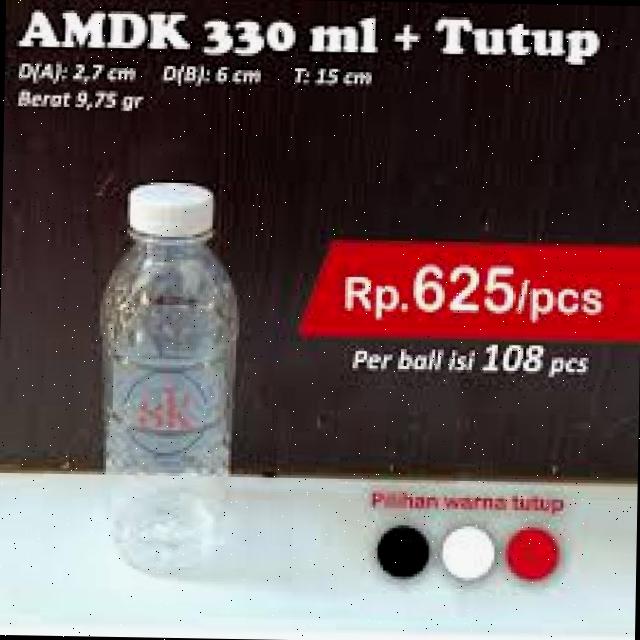 AMDK 330 ml + Tutup
D(A): 2,7 cm D(B): 6 cm T: 15 cm
Berat 9,75 gr
Rp.625/pcs
Per ball isi 108 pcs
sk
Pilihan warna tutup